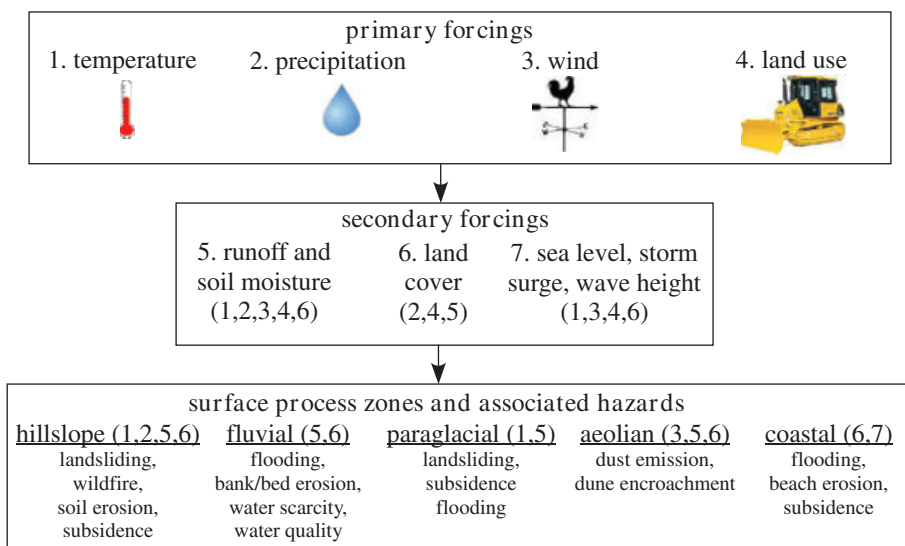 primary forcings
1. temperature
2. precipitation
3. wind
4. land use
secondary forcings
5. runoff and
soil moisture
(1,2,3,4,6)
6. land
cover
(2,4,5)
7. sea level, storm
surge, wave height
(1,3,4,6)
surface process zones and associated hazards
hillslope (1,2,5,6)
landsliding,
wildfire,
soil erosion,
subsidence
fluvial (5,6)
flooding,
bank/bed erosion,
water scarcity,
water quality
paraglacial (1,5)
landsliding,
subsidence
flooding
aeolian (3,5,6)
dust emission,
dune encroachment
coastal (6,7)
flooding,
beach erosion,
subsidence